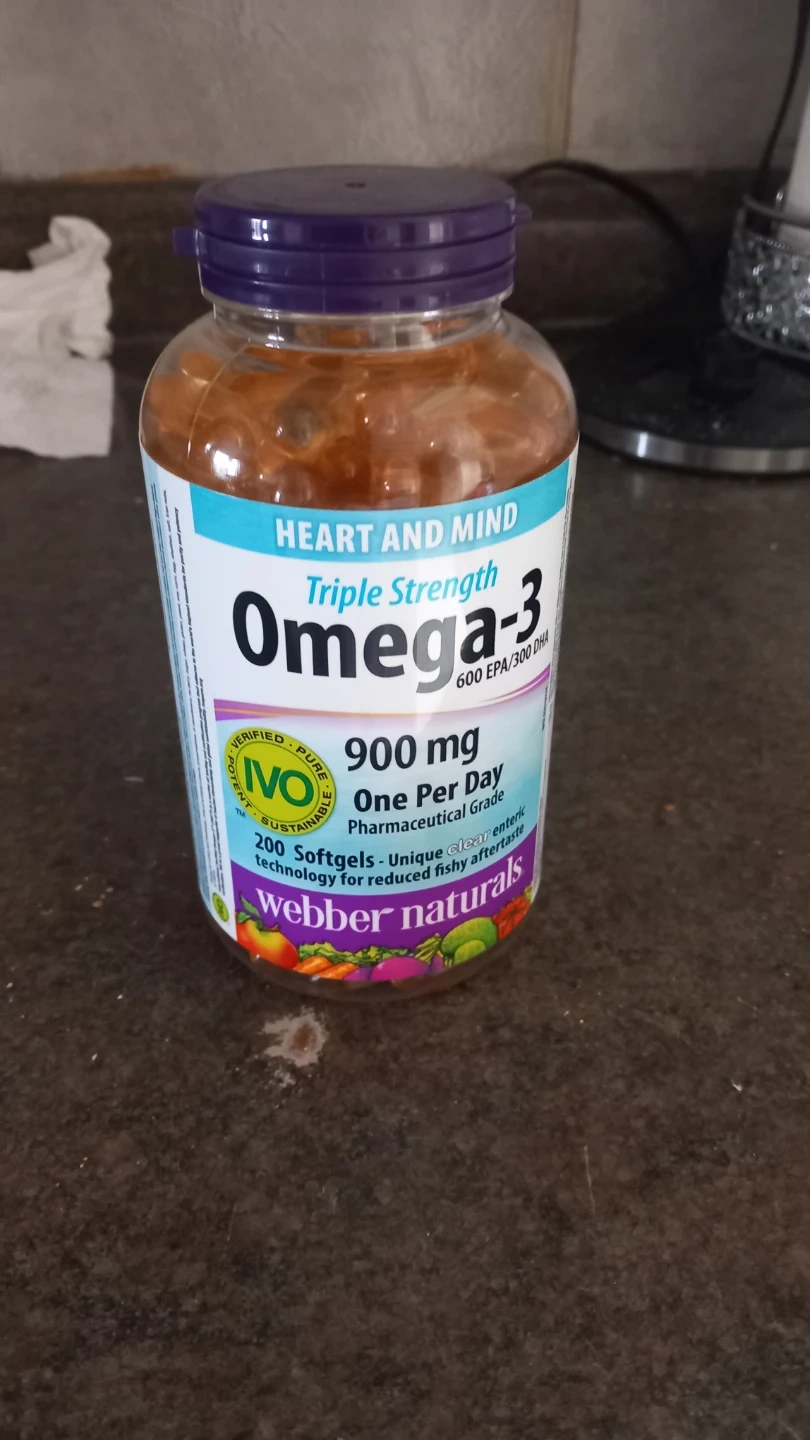 HEART AND MIND
Triple Strength
Omega-3
600 EPA/300 DHA
VERIFIED · PURE · SUSTAINABLE · POTENT ·
IVO
TM
900 mg
One Per Day
Pharmaceutical Grade
200 Softgels - Unique clear enteric
technology for reduced fishy aftertaste
webber naturals